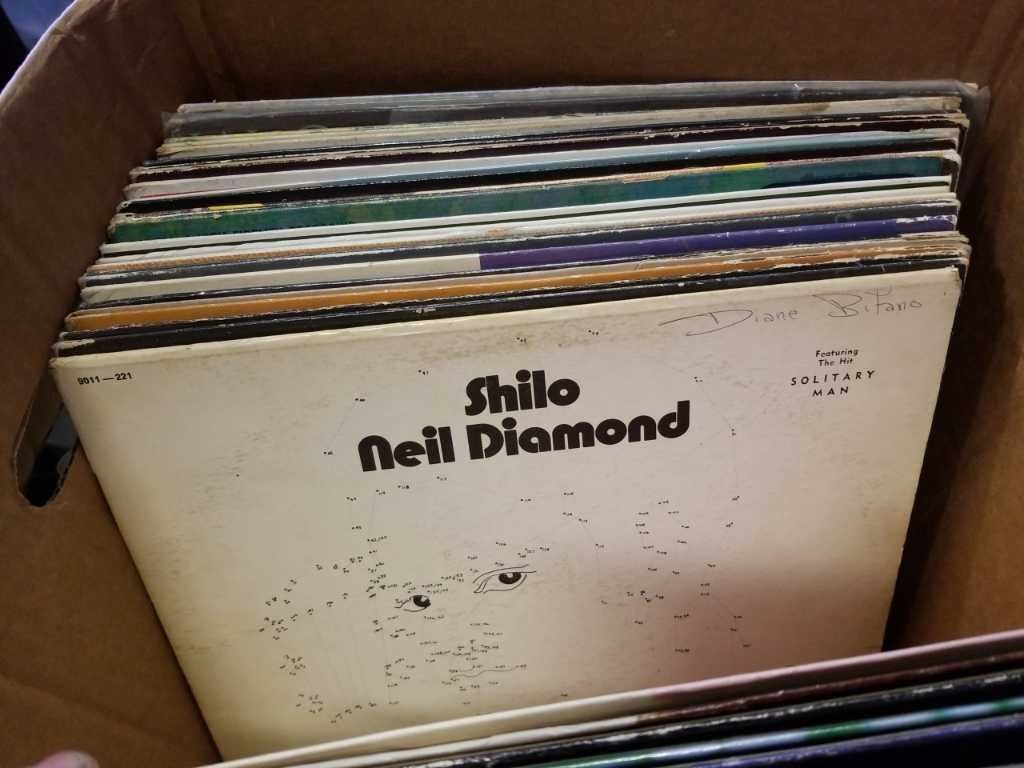 Diane Bifano
9011—221
Featuring
The Hit
SOLITARY
MAN
Shilo
Neil Diamond